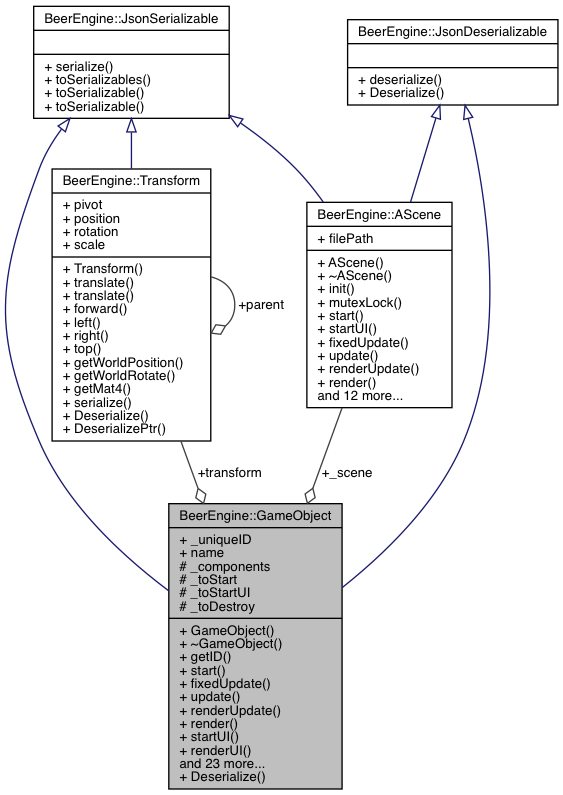 BeerEngine::JsonSerializable
+ serialize()
+ toSerializables()
+ toSerializable()
+ toSerializable()
BeerEngine::JsonDeserializable
+ deserialize()
+ Deserialize()
BeerEngine::Transform
+ pivot
+ position
+ rotation
+ scale
+ Transform()
+ translate()
+ translate()
+ forward()
+ left()
+ right()
+ top()
+ getWorldPosition()
+ getWorldRotate()
+ getMat4()
+ serialize()
+ Deserialize()
+ DeserializePtr()
+parent
BeerEngine::AScene
+ filePath
+ AScene()
+ ~AScene()
+ init()
+ mutexLock()
+ start()
+ startUI()
+ fixedUpdate()
+ update()
+ renderUpdate()
+ render()
and 12 more...
+transform
+_scene
BeerEngine::GameObject
+ _uniqueID
+ name
# _components
# _toStart
# _toStartUI
# _toDestroy
+ GameObject()
+ ~GameObject()
+ getID()
+ start()
+ fixedUpdate()
+ update()
+ renderUpdate()
+ render()
+ startUI()
+ renderUI()
and 23 more...
+ Deserialize()